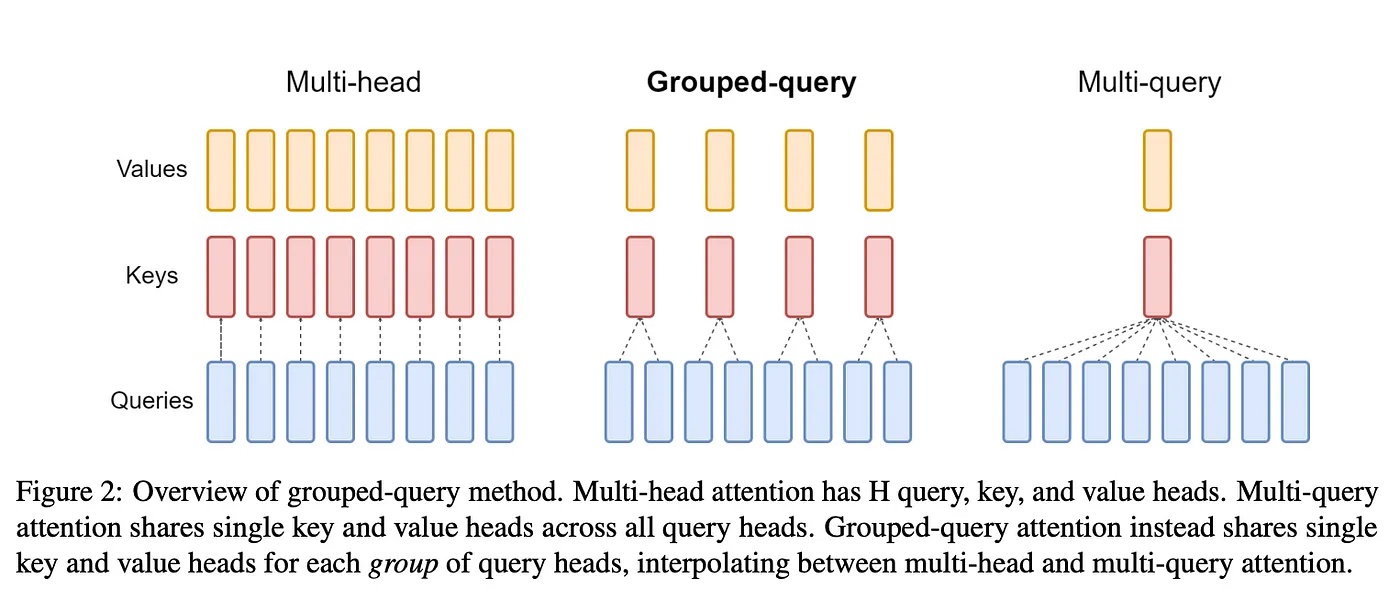 Multi-head
Grouped-query
Multi-query
Values
Keys
Queries
Figure 2: Overview of grouped-query method. Multi-head attention has H query, key, and value heads. Multi-query
attention shares single key and value heads across all query heads. Grouped-query attention instead shares single
key and value heads for each group of query heads, interpolating between multi-head and multi-query attention.